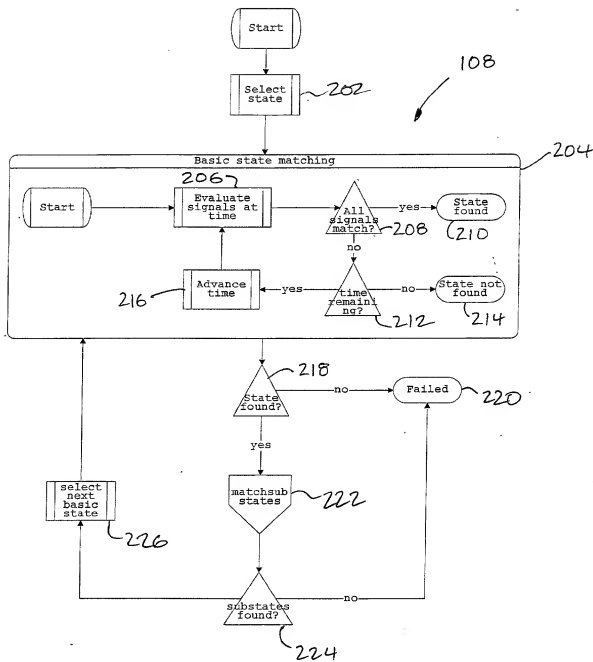 Start
108
Select
state
202
Basic state matching
204
206
Start
Evaluate
signals at
time
All
signals
match?
208
yes
State
found
210
no
216
Advance
time
yes
time
remaini
ng?
212
no
State not
found
214
218
State
found?
no
Failed
220
yes
select
next
basic
state
226
matchsub
states
222
substates
found?
no
224